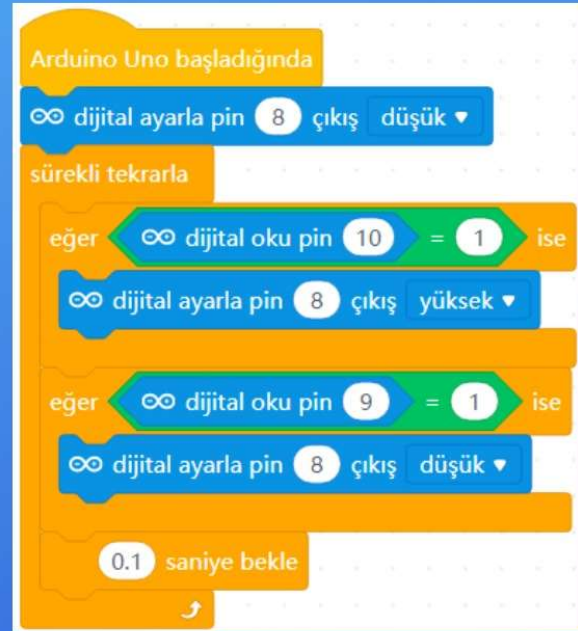 Arduino Uno başladığında
dijital ayarla pin 8 çıkış düşük
sürekli tekrarla
eğer dijital oku pin 10 = 1 ise
dijital ayarla pin 8 çıkış yüksek
eğer dijital oku pin 9 = 1 ise
dijital ayarla pin 8 çıkış düşük
0.1 saniye bekle